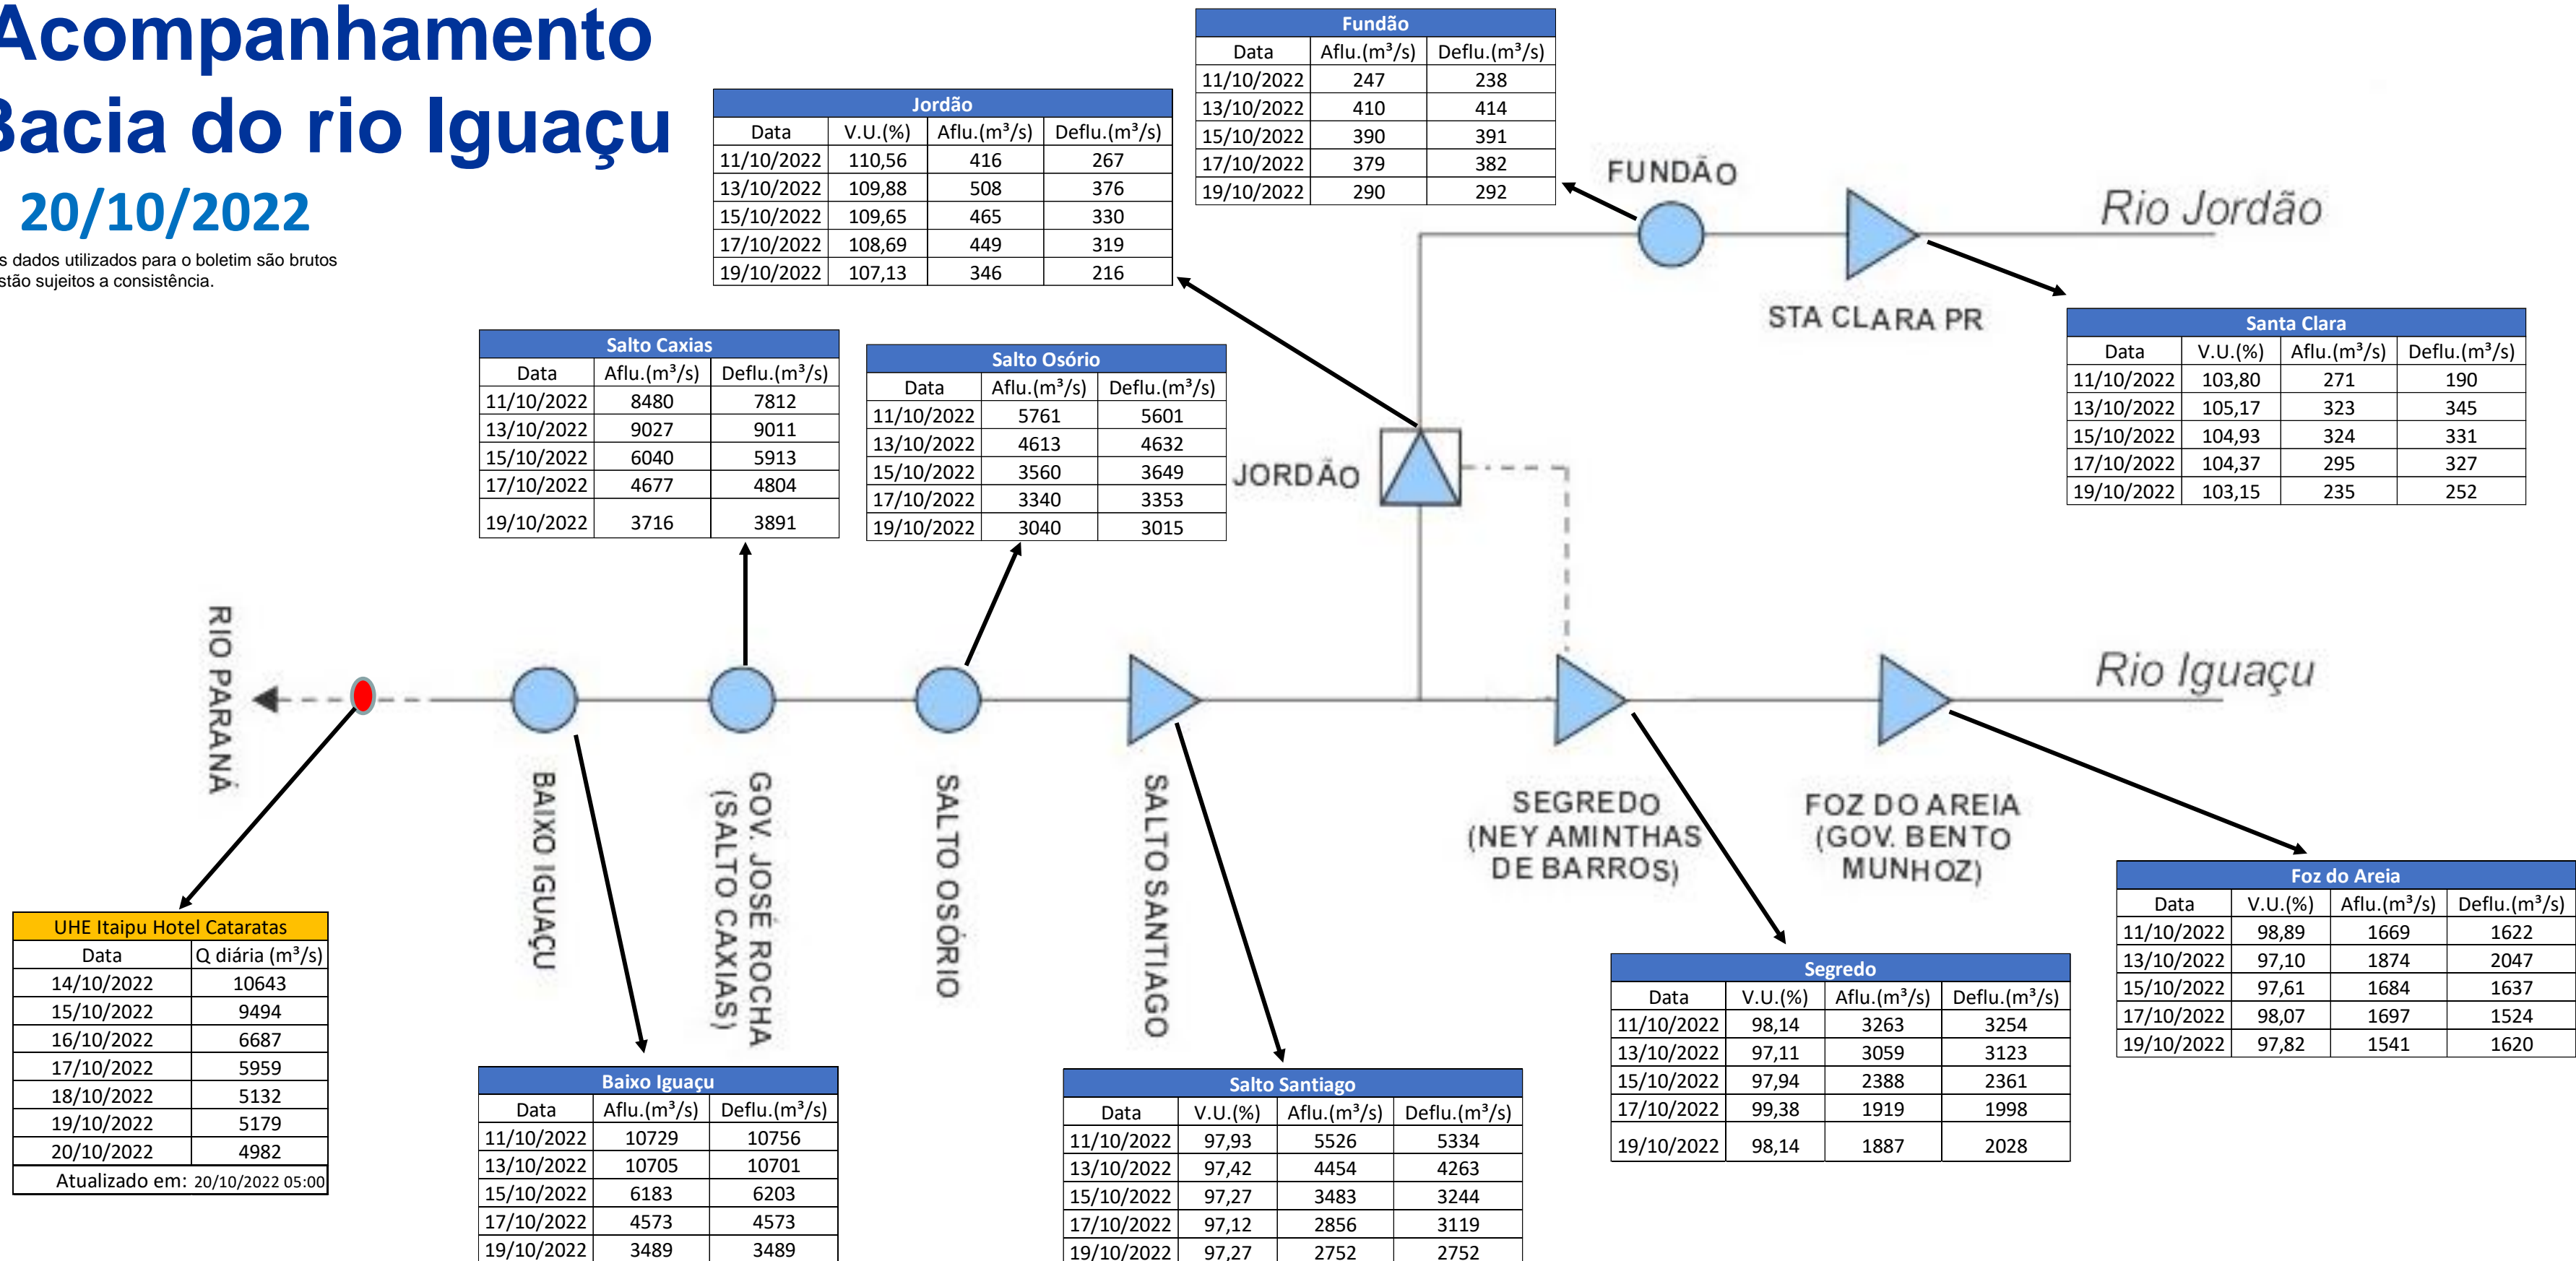 Acompanhamento
Bacia do rio Iguaçu
20/10/2022
s dados utilizados para o boletim são brutos
stão sujeitos a consistência.
Fundão
Data Aflu.(m³/s) Deflu.(m³/s)
11/10/2022 247 238
13/10/2022 410 414
15/10/2022 390 391
17/10/2022 379 382
19/10/2022 290 292
Jordão
Data V.U.(%) Aflu.(m³/s) Deflu.(m³/s)
11/10/2022 110,56 416 267
13/10/2022 109,88 508 376
15/10/2022 109,65 465 330
17/10/2022 108,69 449 319
19/10/2022 107,13 346 216
FUNDÃO
Rio Jordão
STA CLARA PR
Santa Clara
Data V.U.(%) Aflu.(m³/s) Deflu.(m³/s)
11/10/2022 103,80 271 190
13/10/2022 105,17 323 345
15/10/2022 104,93 324 331
17/10/2022 104,37 295 327
19/10/2022 103,15 235 252
Salto Caxias
Data Aflu.(m³/s) Deflu.(m³/s)
11/10/2022 8480 7812
13/10/2022 9027 9011
15/10/2022 6040 5913
17/10/2022 4677 4804
19/10/2022 3716 3891
Salto Osório
Data Aflu.(m³/s) Deflu.(m³/s)
11/10/2022 5761 5601
13/10/2022 4613 4632
15/10/2022 3560 3649
17/10/2022 3340 3353
19/10/2022 3040 3015
JORDÃO
RIO PARANÁ
Rio Iguaçu
BAIXO IGUAÇU
GOV. JOSÉ ROCHA
(SALTO CAXIAS)
SALTO OSÓRIO
SALTO SANTIAGO
SEGREDO
(NEY AMINTHAS
DE BARROS)
FOZ DO AREIA
(GOV. BENTO
MUNHOZ)
Foz do Areia
Data V.U.(%) Aflu.(m³/s) Deflu.(m³/s)
11/10/2022 98,89 1669 1622
13/10/2022 97,10 1874 2047
15/10/2022 97,61 1684 1637
17/10/2022 98,07 1697 1524
19/10/2022 97,82 1541 1620
UHE Itaipu Hotel Cataratas
Data Q diária (m³/s)
14/10/2022 10643
15/10/2022 9494
16/10/2022 6687
17/10/2022 5959
18/10/2022 5132
19/10/2022 5179
20/10/2022 4982
Atualizado em: 20/10/2022 05:00
Segredo
Data V.U.(%) Aflu.(m³/s) Deflu.(m³/s)
11/10/2022 98,14 3263 3254
13/10/2022 97,11 3059 3123
15/10/2022 97,94 2388 2361
17/10/2022 99,38 1919 1998
19/10/2022 98,14 1887 2028
Baixo Iguaçu
Data Aflu.(m³/s) Deflu.(m³/s)
11/10/2022 10729 10756
13/10/2022 10705 10701
15/10/2022 6183 6203
17/10/2022 4573 4573
19/10/2022 3489 3489
Salto Santiago
Data V.U.(%) Aflu.(m³/s) Deflu.(m³/s)
11/10/2022 97,93 5526 5334
13/10/2022 97,42 4454 4263
15/10/2022 97,27 3483 3244
17/10/2022 97,12 2856 3119
19/10/2022 97,27 2752 2752